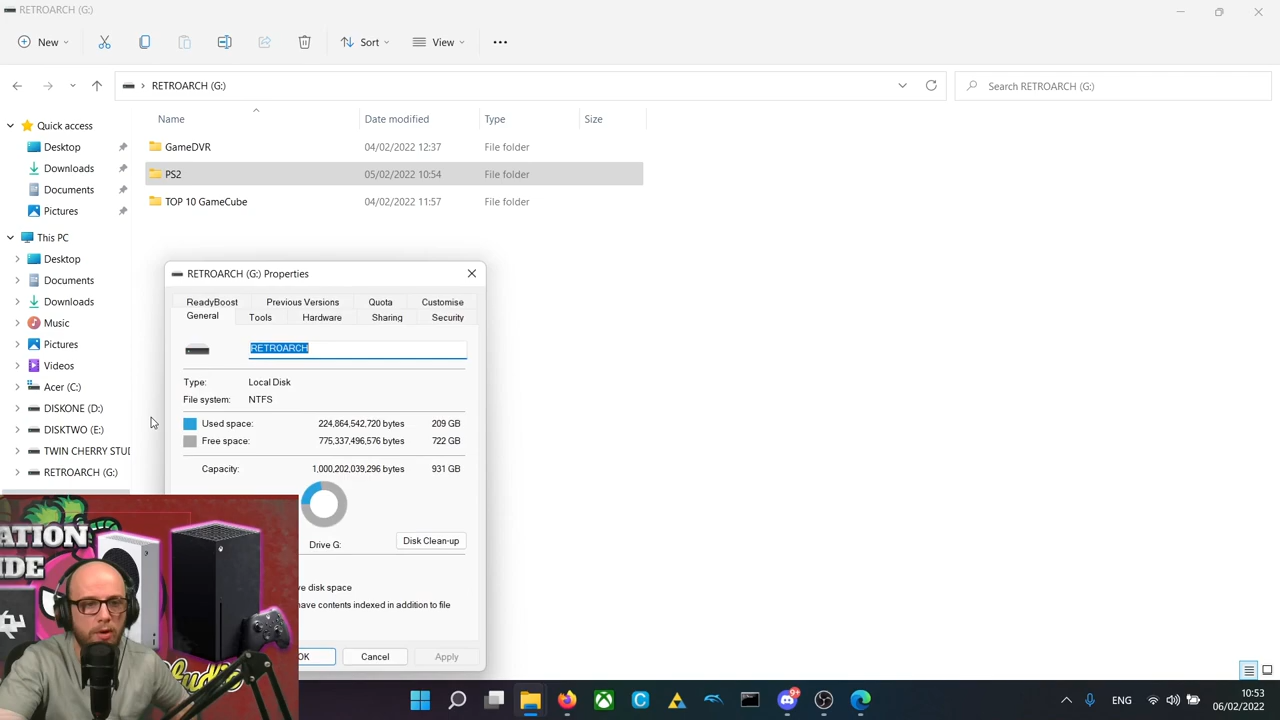 RETROARCH (G:)
New
Sort
View
RETROARCH (G:)
Search RETROARCH (G:)
Name
Date modified
Type
Size
Quick access
Desktop
Downloads
Documents
Pictures
This PC
Desktop
Documents
Downloads
Music
Pictures
Videos
Acer (C:)
DISKONE (D:)
DISKTWO (E:)
TWIN CHERRY STUD
RETROARCH (G:)
GameDVR 04/02/2022 12:37 File folder
PS2 05/02/2022 10:54 File folder
TOP 10 GameCube 04/02/2022 11:57 File folder
RETROARCH (G:) Properties
ReadyBoost Previous Versions Quota Customise
General Tools Hardware Sharing Security
RETROARCH
Type: Local Disk
File system: NTFS
Used space: 224,864,542,720 bytes 209 GB
Free space: 775,337,496,576 bytes 722 GB
Capacity: 1,000,202,039,296 bytes 931 GB
Drive G:
Disk Clean-up
ve disk space
have contents indexed in addition to file
OK
Cancel
Apply
ATION
IDE
9+
ENG
10:53
06/02/2022